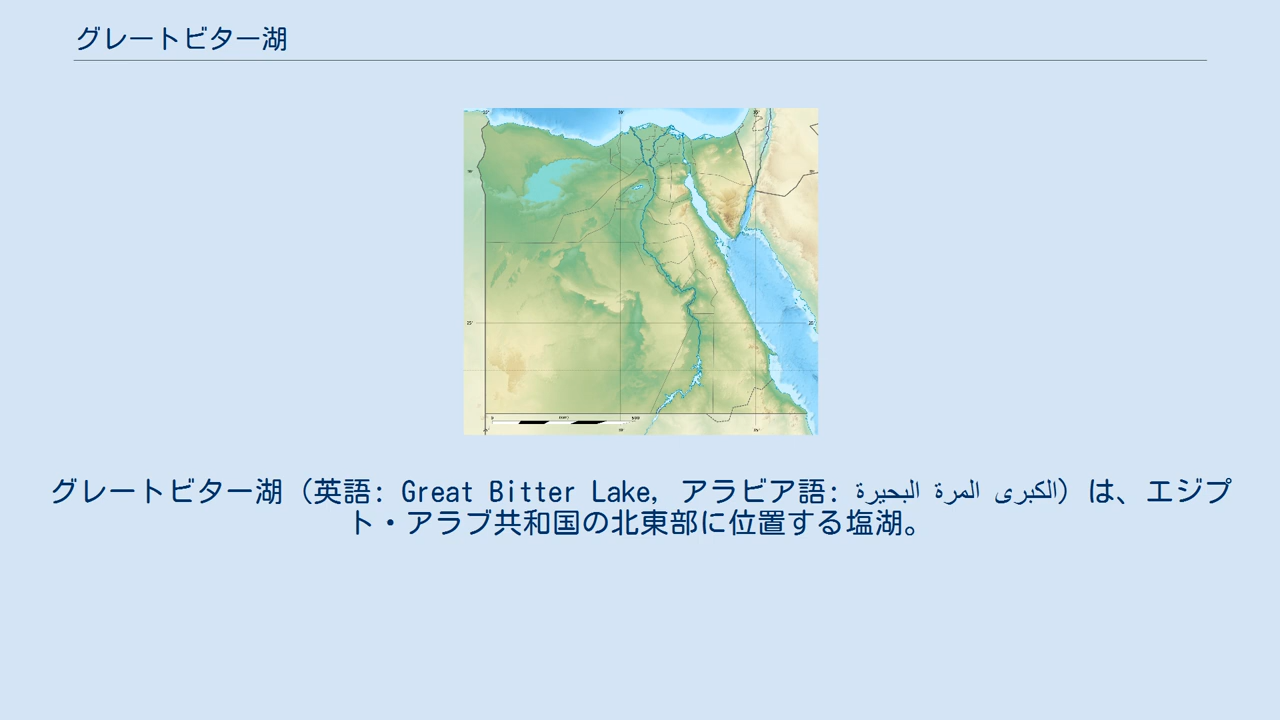 グレートビター湖
グレートビター湖（英語: Great Bitter Lake, アラビア語: البحيرة المرة الكبرى）は、エジプ
ト・アラブ共和国の北東部に位置する塩湖。